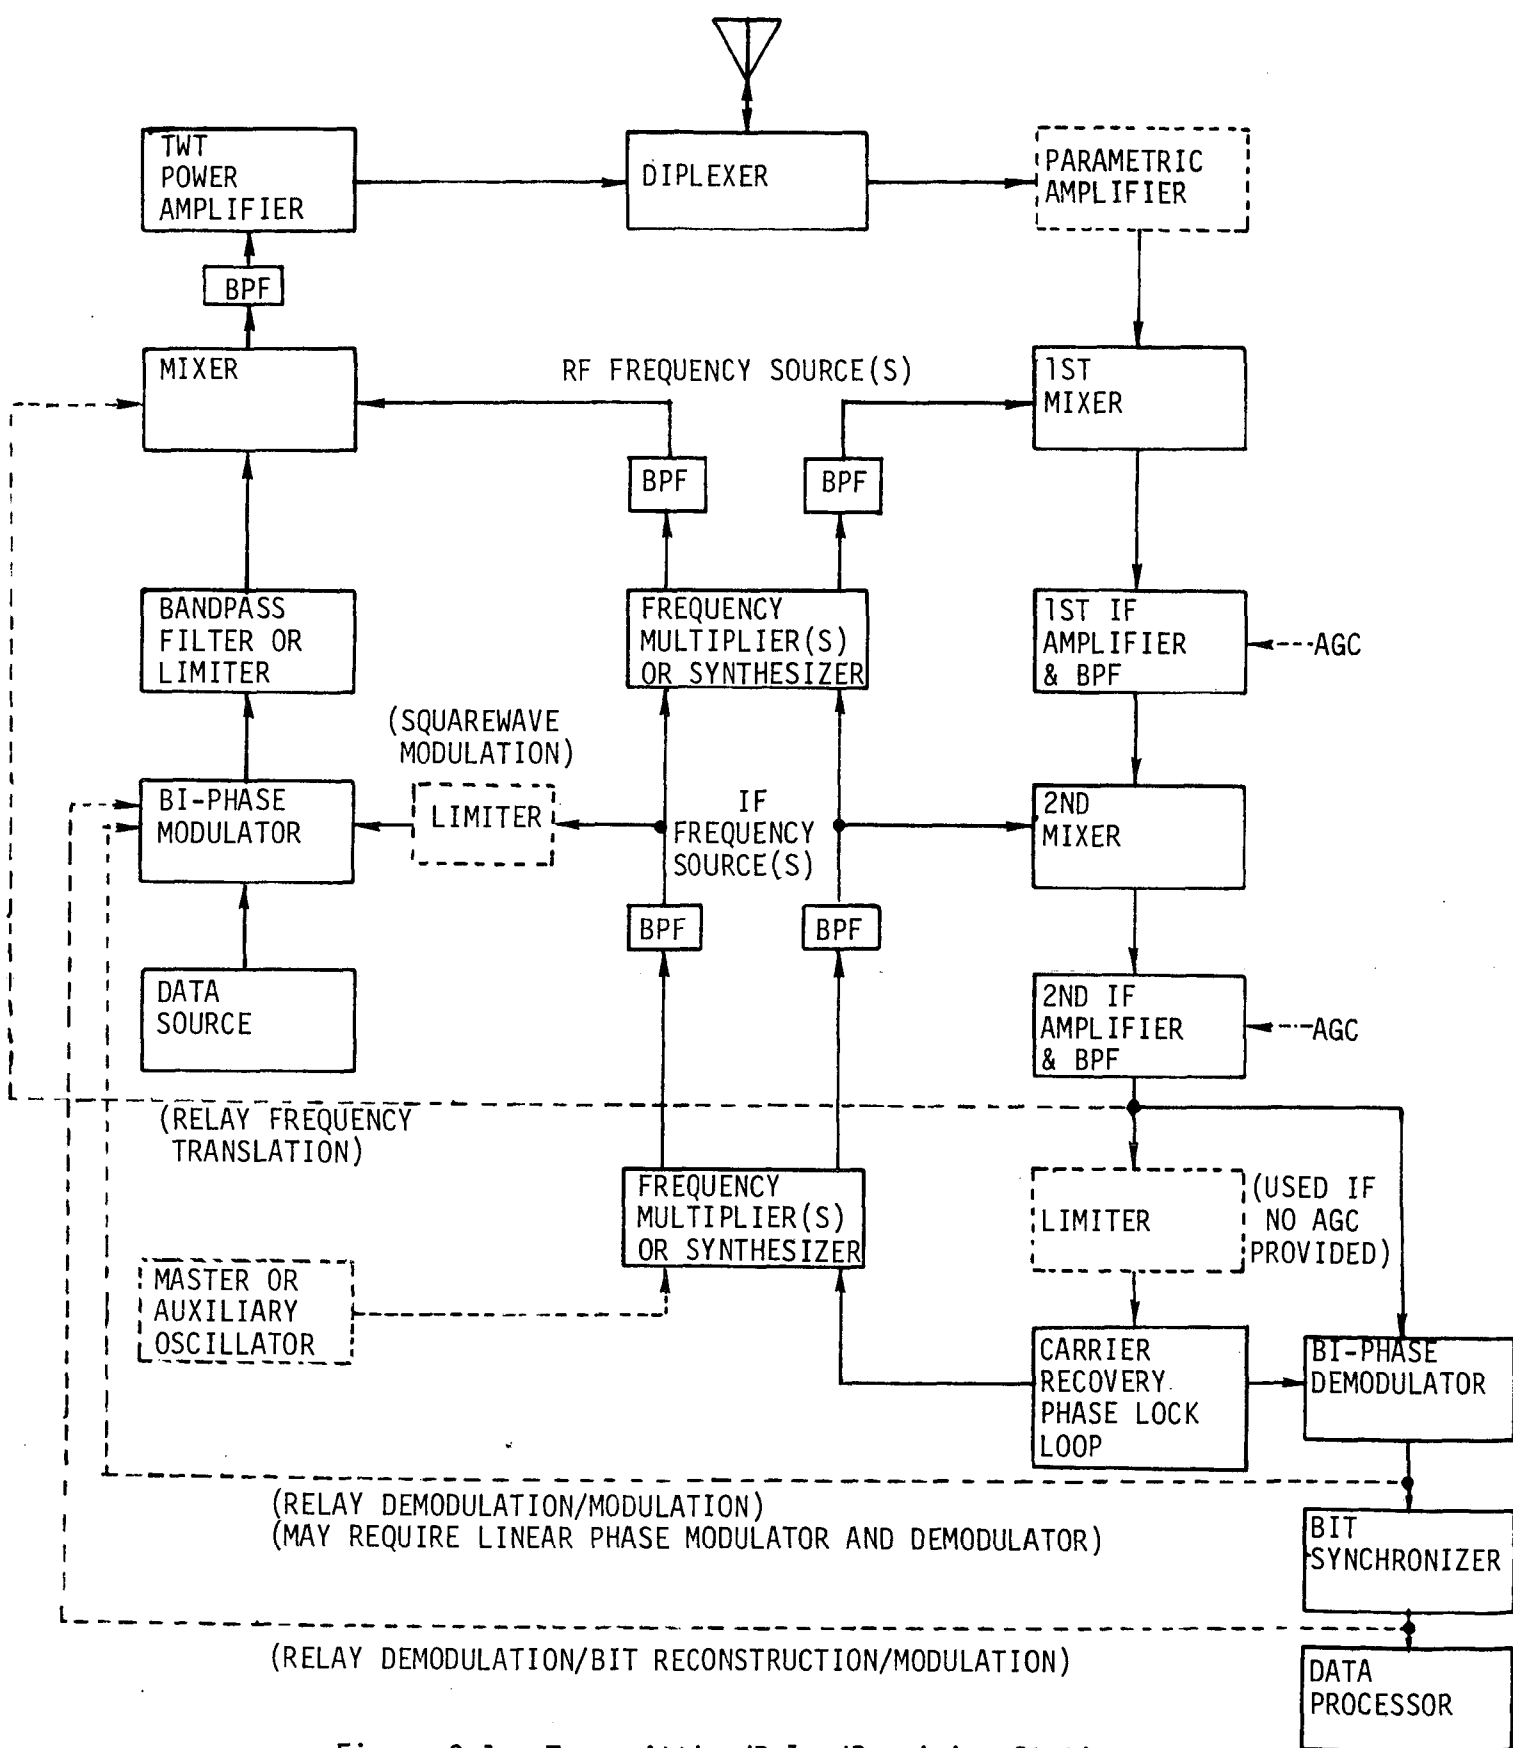 TWT
POWER
AMPLIFIER
DIPLEXER
PARAMETRIC
AMPLIFIER
BPF
MIXER
RF FREQUENCY SOURCE(S)
1ST
MIXER
BPF
BPF
BANDPASS
FILTER OR
LIMITER
FREQUENCY
MULTIPLIER(S)
OR SYNTHESIZER
1ST IF
AMPLIFIER
& BPF
AGC
(SQUAREWAVE
MODULATION)
BI-PHASE
MODULATOR
LIMITER
IF
FREQUENCY
SOURCE(S)
2ND
MIXER
BPF
BPF
DATA
SOURCE
2ND IF
AMPLIFIER
& BPF
AGC
(RELAY FREQUENCY
TRANSLATION)
FREQUENCY
MULTIPLIER(S)
OR SYNTHESIZER
LIMITER
(USED IF
NO AGC
PROVIDED)
MASTER OR
AUXILIARY
OSCILLATOR
CARRIER
RECOVERY
PHASE LOCK
LOOP
BI-PHASE
DEMODULATOR
(RELAY DEMODULATION/MODULATION)
(MAY REQUIRE LINEAR PHASE MODULATOR AND DEMODULATOR)
BIT
SYNCHRONIZER
(RELAY DEMODULATION/BIT RECONSTRUCTION/MODULATION)
DATA
PROCESSOR